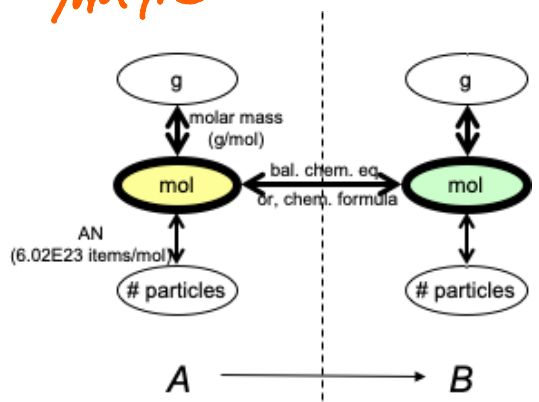 g
g
molar mass
(g/mol)
mol
bal. chem. eq
or, chem. formula
mol
AN
(6.02E23 items/mol)
# particles
# particles
A
B